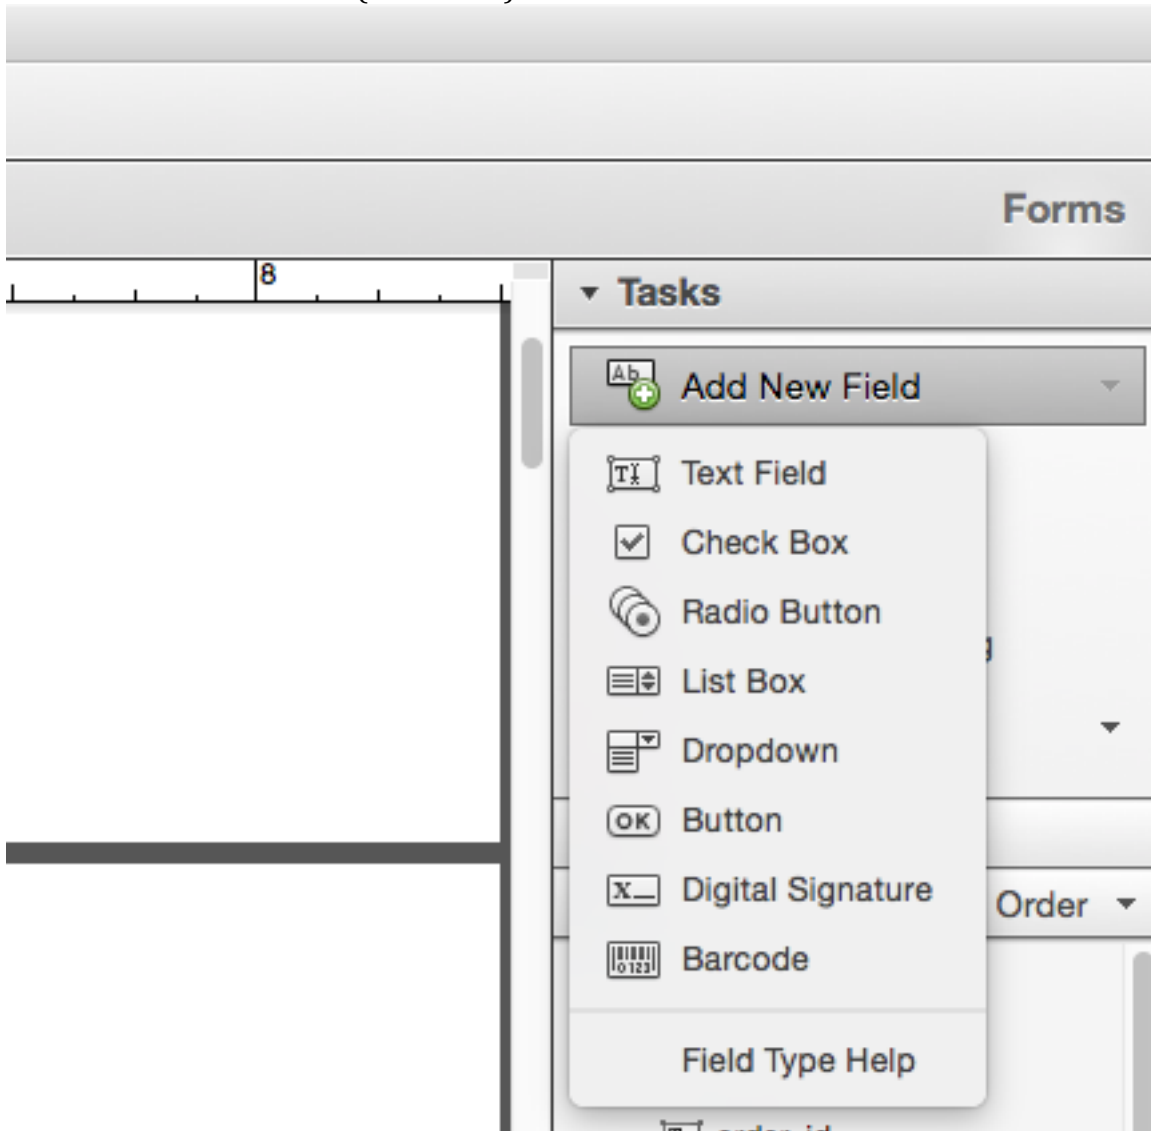 Forms
8
Tasks
Add New Field
Text Field
Check Box
Radio Button
List Box
Dropdown
Button
Digital Signature
Order
Barcode
Field Type Help